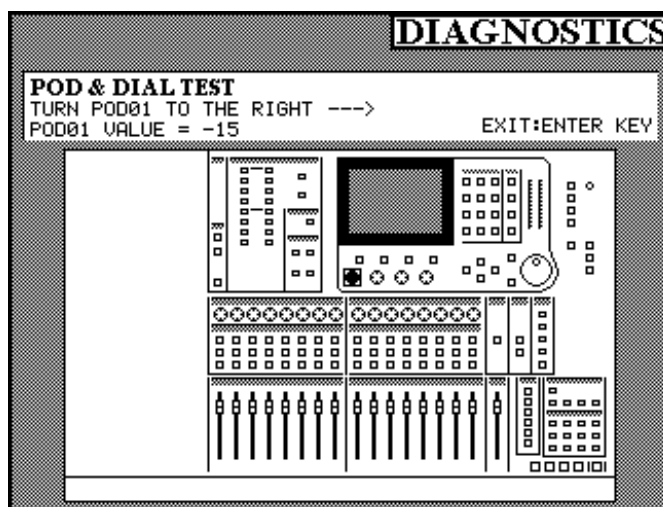 DIAGNOSTICS
POD & DIAL TEST
TURN POD01 TO THE RIGHT --->
POD01 VALUE = -15
EXIT:ENTER KEY